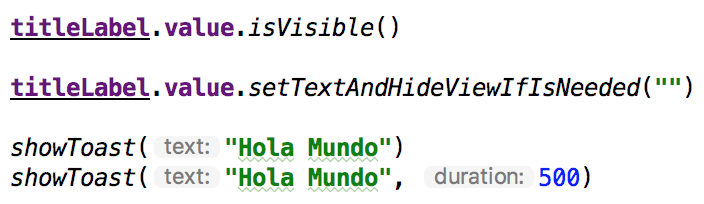 titleLabel.value.isVisible()
titleLabel.value.setTextAndHideViewIfIsNeeded("")
showToast( text: "Hola Mundo")
showToast( text: "Hola Mundo", duration: 500)